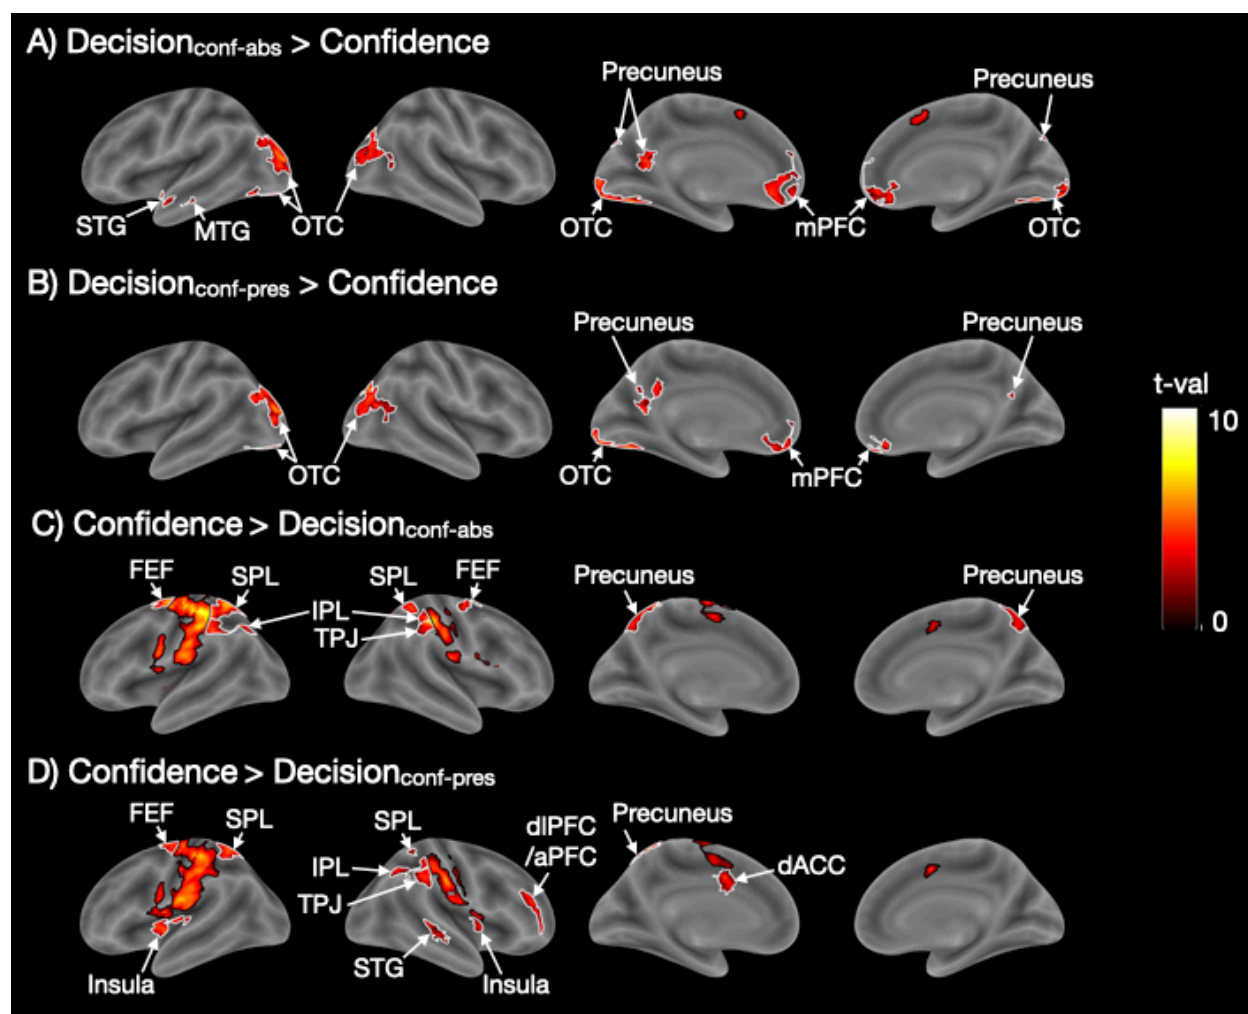 A) Decisionconf-abs > Confidence
Precuneus
Precuneus
STG
MTG
OTC
OTC
mPFC
OTC
B) Decisionconf-pres > Confidence
Precuneus
Precuneus
OTC
OTC
mPFC
t-val
10
0
C) Confidence > Decisionconf-abs
FEF
SPL
SPL
FEF
IPL
TPJ
Precuneus
Precuneus
D) Confidence > Decisionconf-pres
FEF
SPL
SPL
dlPFC
/aPFC
IPL
TPJ
STG
Insula
Insula
Precuneus
dACC